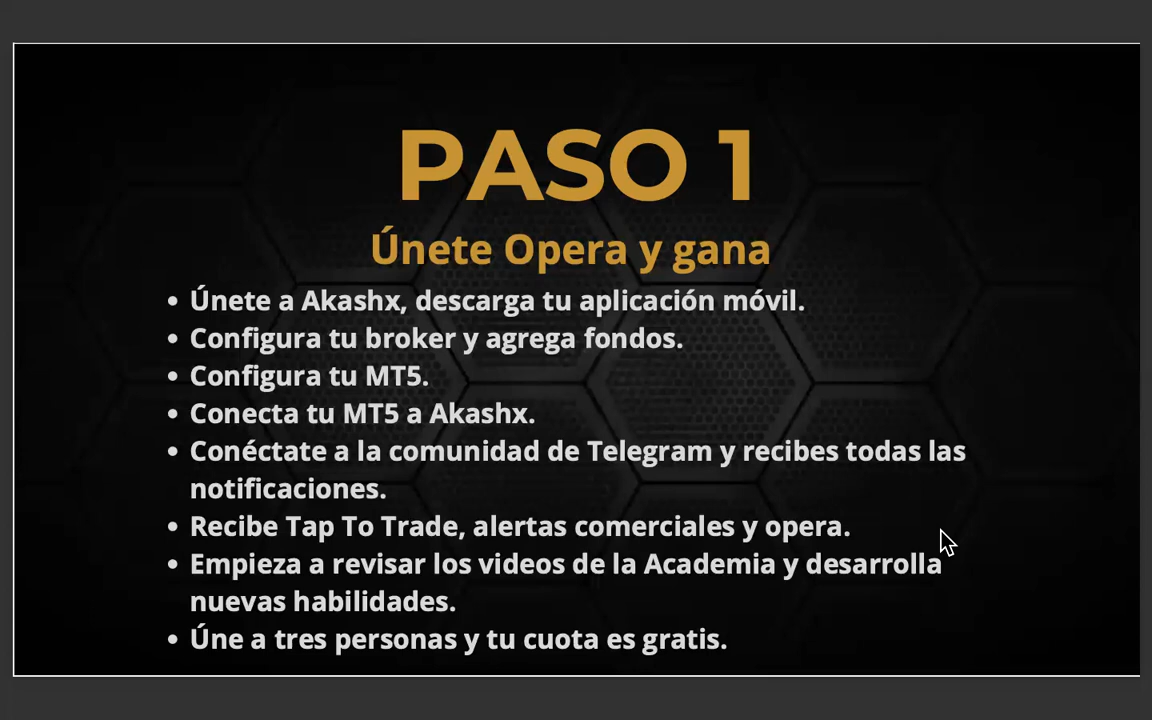 PASO 1
Únete Opera y gana
• Únete a Akashx, descarga tu aplicación móvil.
• Configura tu broker y agrega fondos.
• Configura tu MT5.
• Conecta tu MT5 a Akashx.
• Conéctate a la comunidad de Telegram y recibes todas las
notificaciones.
• Recibe Tap To Trade, alertas comerciales y opera.
• Empieza a revisar los videos de la Academia y desarrolla
nuevas habilidades.
• Úne a tres personas y tu cuota es gratis.